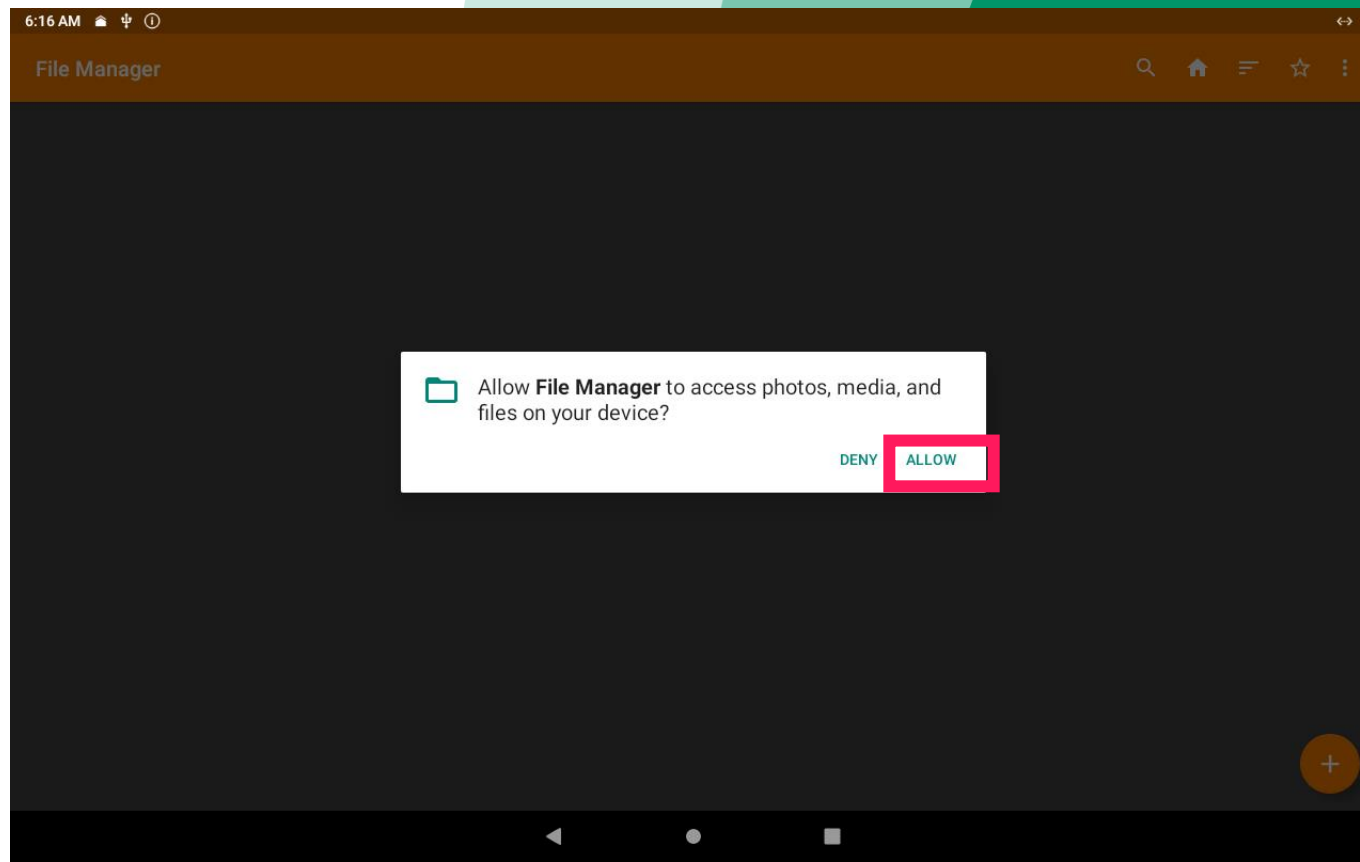 6:16 AM
File Manager
Allow File Manager to access photos, media, and
files on your device?
DENY ALLOW